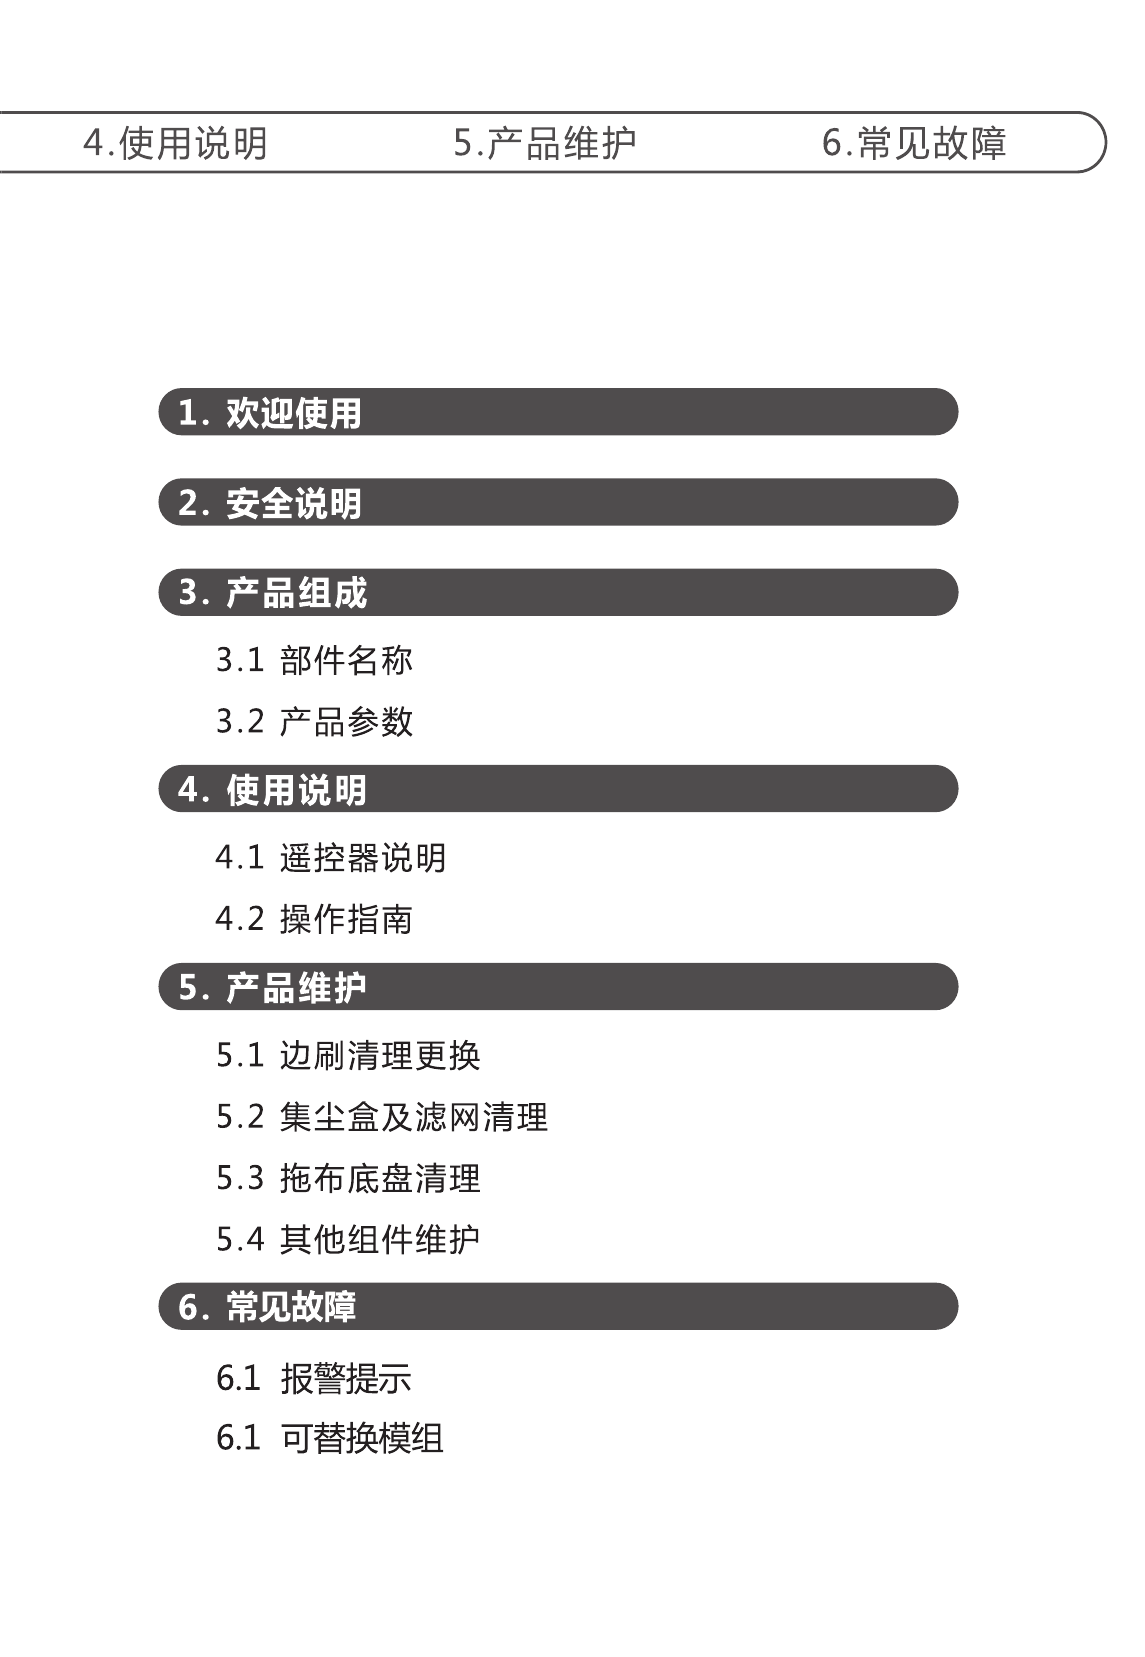 4.使用说明 5.产品维护 6.常见故障
1. 欢迎使用
2. 安全说明
3. 产品组成
3.1 部件名称
3.2 产品参数
4. 使用说明
4.1 遥控器说明
4.2 操作指南
5. 产品维护
5.1 边刷清理更换
5.2 集尘盒及滤网清理
5.3 拖布底盘清理
5.4 其他组件维护
6. 常见故障
6.1 报警提示
6.1 可替换模组